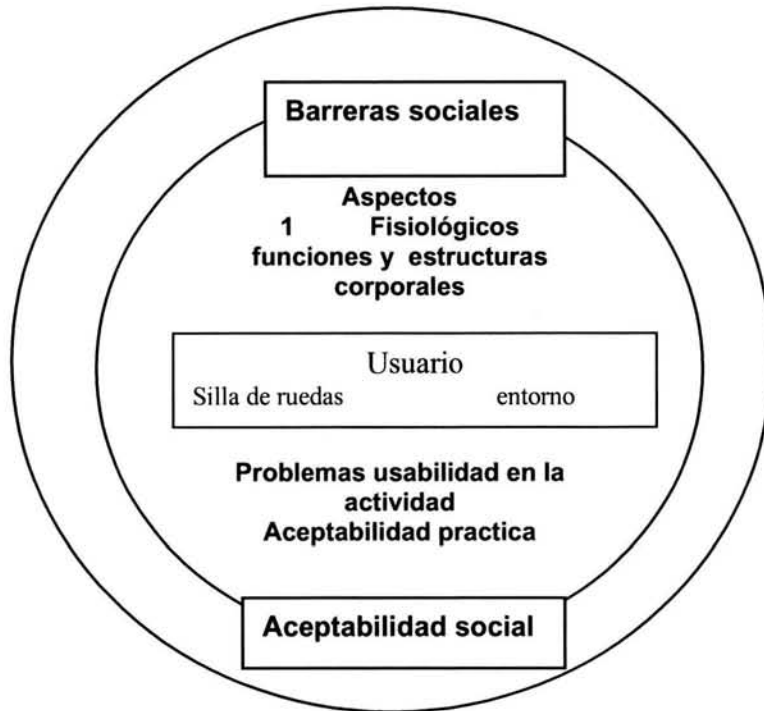 Barreras sociales
Aspectos
1 Fisiológicos
funciones y estructuras
corporales
Usuario
Silla de ruedas entorno
Problemas usabilidad en la
actividad
Aceptabilidad practica
Aceptabilidad social